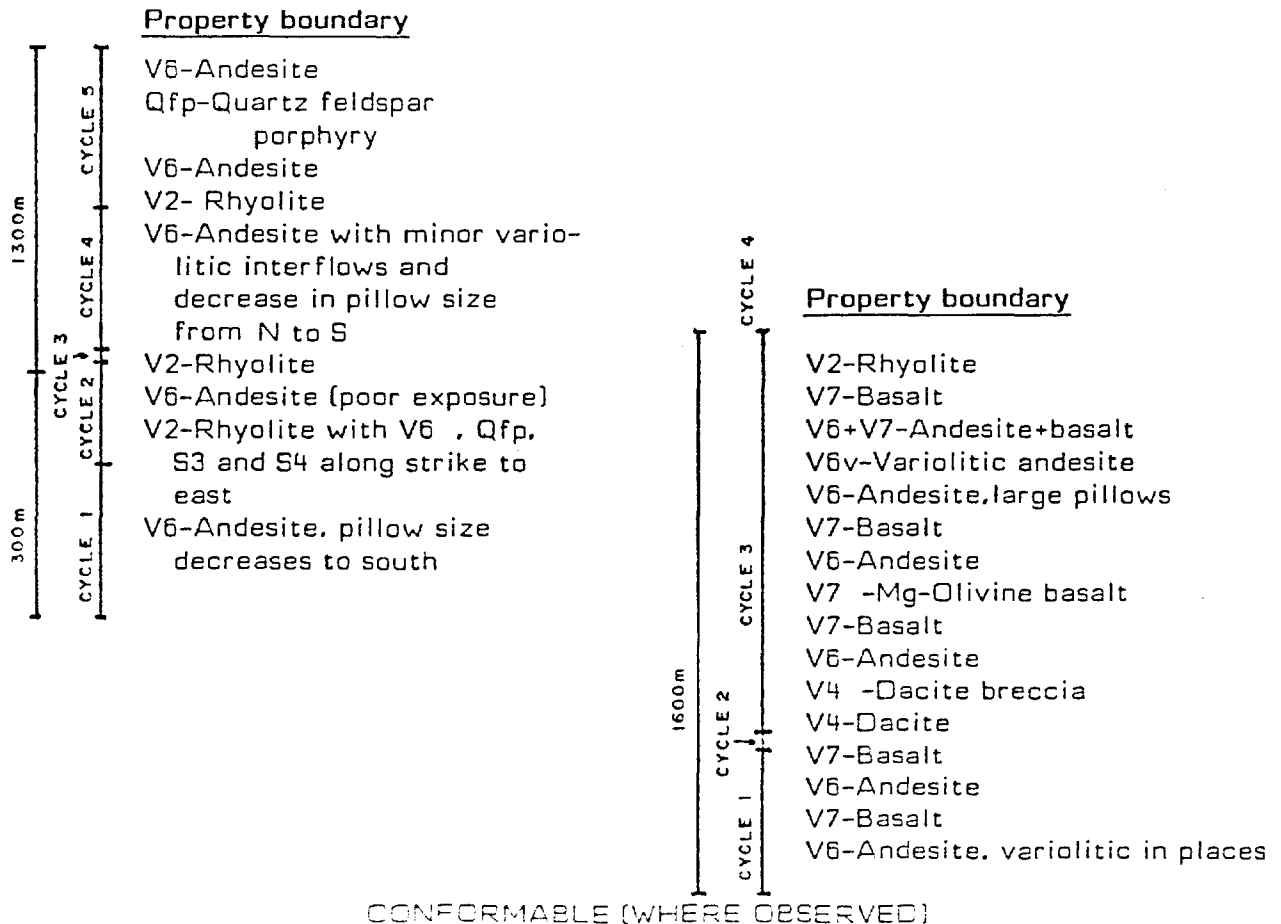 Property boundary
V6-Andesite
Qfp-Quartz feldspar
porphyry
V6-Andesite
V2- Rhyolite
V6-Andesite with minor vario-
litic interflows and
decrease in pillow size
from N to S
V2-Rhyolite
V6-Andesite (poor exposure)
V2-Rhyolite with V6 , Qfp,
S3 and S4 along strike to
east
V6-Andesite, pillow size
decreases to south
1300m
300m
CYCLE 5
CYCLE 4
CYCLE 3
CYCLE 2
CYCLE 1
Property boundary
V2-Rhyolite
V7-Basalt
V6+V7-Andesite+basalt
V6v-Variolitic andesite
V6-Andesite,large pillows
V7-Basalt
V6-Andesite
V7 -Mg-Olivine basalt
V7-Basalt
V6-Andesite
V4 -Dacite breccia
V4-Dacite
V7-Basalt
V6-Andesite
V7-Basalt
V6-Andesite, variolitic in places
1600m
CYCLE 4
CYCLE 3
CYCLE 2
CYCLE 1
CONFORMABLE (WHERE OBSERVED)